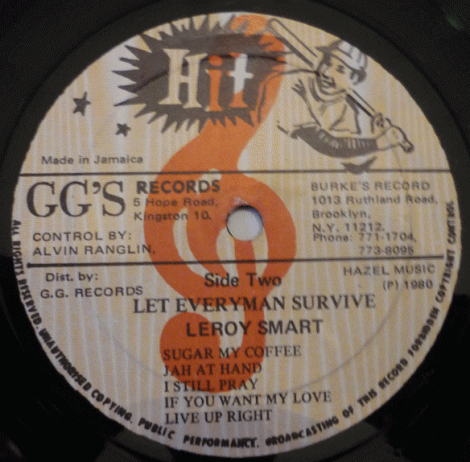 Hit
Made in Jamaica
GG'S RECORDS
5 Hope Road,
Kingston 10.
CONTROL BY:
ALVIN RANGLIN.
BURKE'S RECORD
1013 Ruthland Road,
Brooklyn,
N.Y. 11212.
Phone: 771-1704,
773-8095
Dist. by:
G.G. RECORDS
Side Two
HAZEL MUSIC
(P) 1980
LET EVERYMAN SURVIVE
LEROY SMART
SUGAR MY COFFEE
JAH AT HAND
I STILL PRAY
IF YOU WANT MY LOVE
LIVE UP RIGHT
ALL RIGHTS RESERVED. UNAUTHORISED COPYING, PUBLIC PERFORMANCE, BROADCASTING OF THIS RECORD FORBIDDEN COPYRIGHT CONTROL